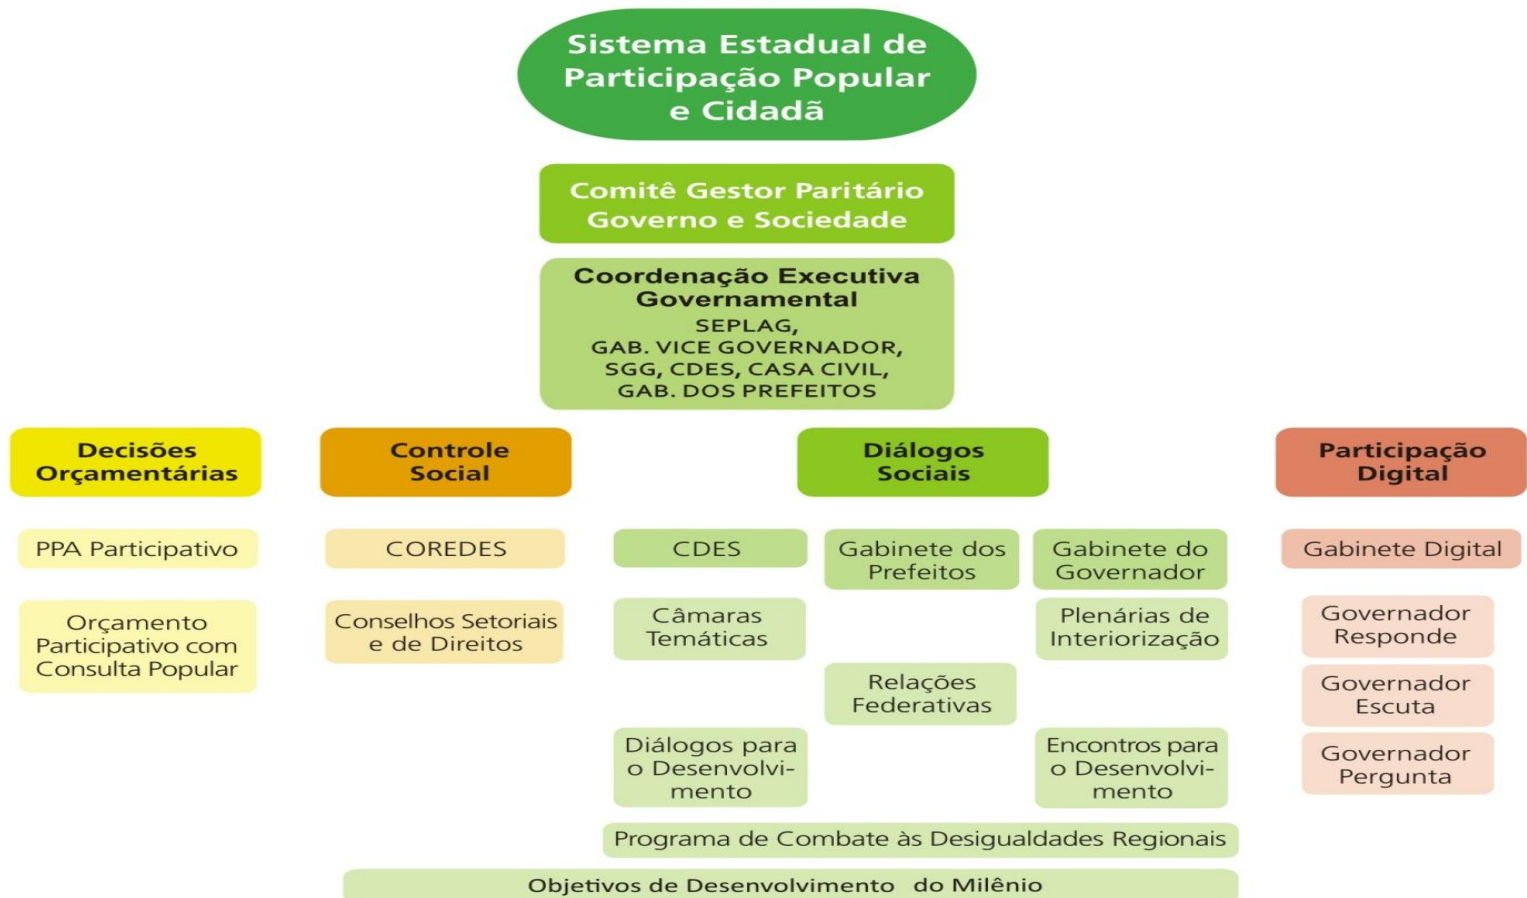 Sistema Estadual de
Participação Popular
e Cidadã
Comitê Gestor Paritário
Governo e Sociedade
Coordenação Executiva
Governamental
SEPLAG,
GAB. VICE GOVERNADOR,
SGG, CDES, CASA CIVIL,
GAB. DOS PREFEITOS
Decisões
Orçamentárias
PPA Participativo
Orçamento
Participativo com
Consulta Popular
Controle
Social
COREDES
Conselhos Setoriais
e de Direitos
Diálogos
Sociais
CDES
Câmaras
Temáticas
Diálogos para
o Desenvolvi-
mento
Gabinete dos
Prefeitos
Relações
Federativas
Gabinete do
Governador
Plenárias de
Interiorização
Encontros para
o Desenvolvi-
mento
Programa de Combate às Desigualdades Regionais
Objetivos de Desenvolvimento do Milênio
Participação
Digital
Gabinete Digital
Governador
Responde
Governador
Escuta
Governador
Pergunta